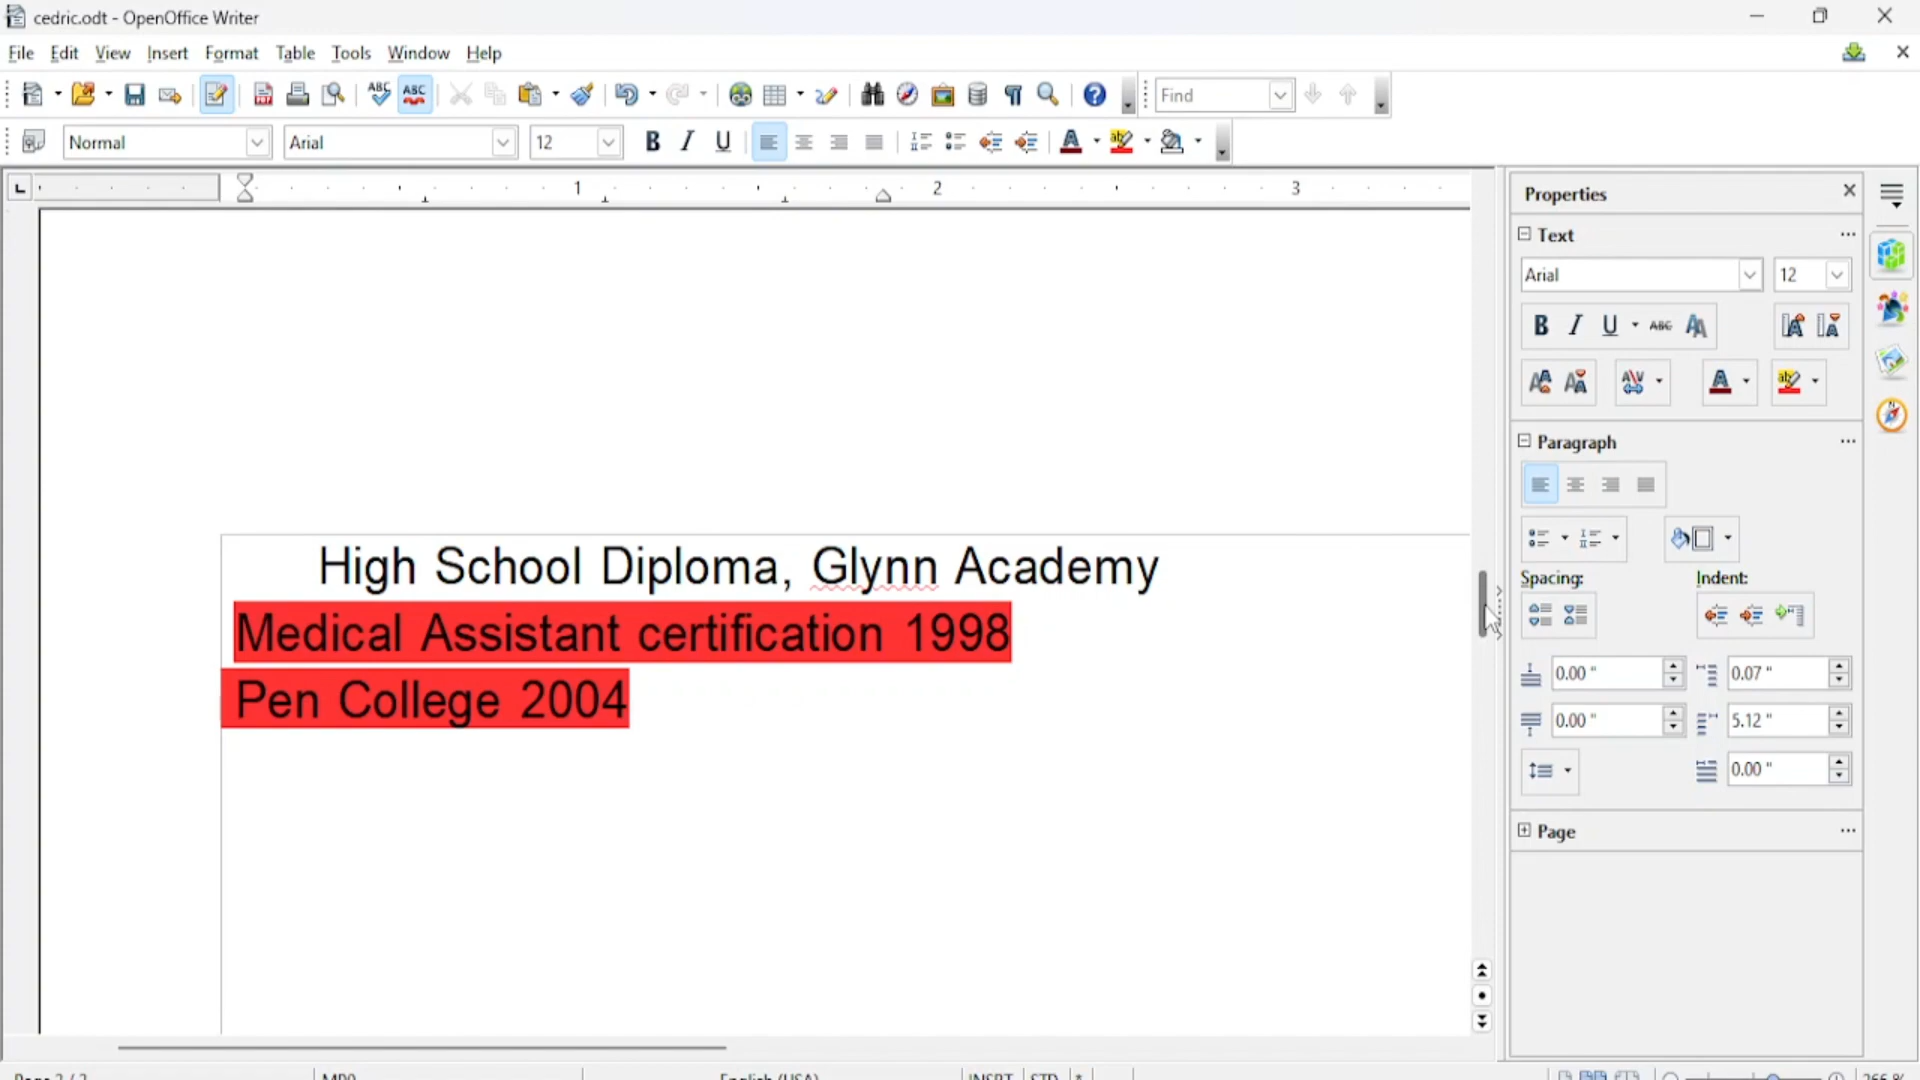 cedric.odt - OpenOffice Writer
File Edit View Insert Format Table Tools Window Help
Find
Normal Arial 12
1 2 3
Properties
Text
Arial 12
Paragraph
Spacing: Indent:
0.00 " 0.07 "
0.00 " 5.12 "
0.00 "
Page
High School Diploma, Glynn Academy
Medical Assistant certification 1998
Pen College 2004
English (USA) INSRT STD *